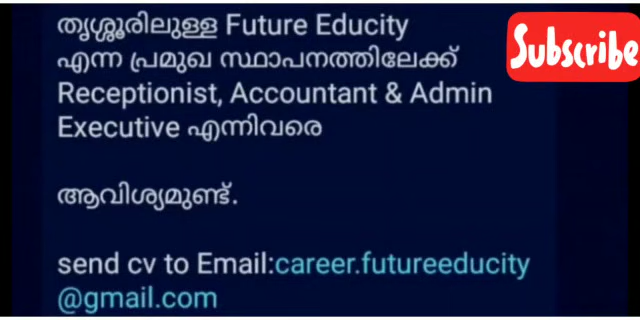 തൃശ്ശൂരിലുള്ള Future Educity
എന്ന പ്രമുഖ സ്ഥാപനത്തിലേക്ക്
Receptionist, Accountant & Admin
Executive എന്നിവരെ
ആവിശ്യമുണ്ട്.
send cv to Email:career.futureeducity
@gmail.com
Subscribe